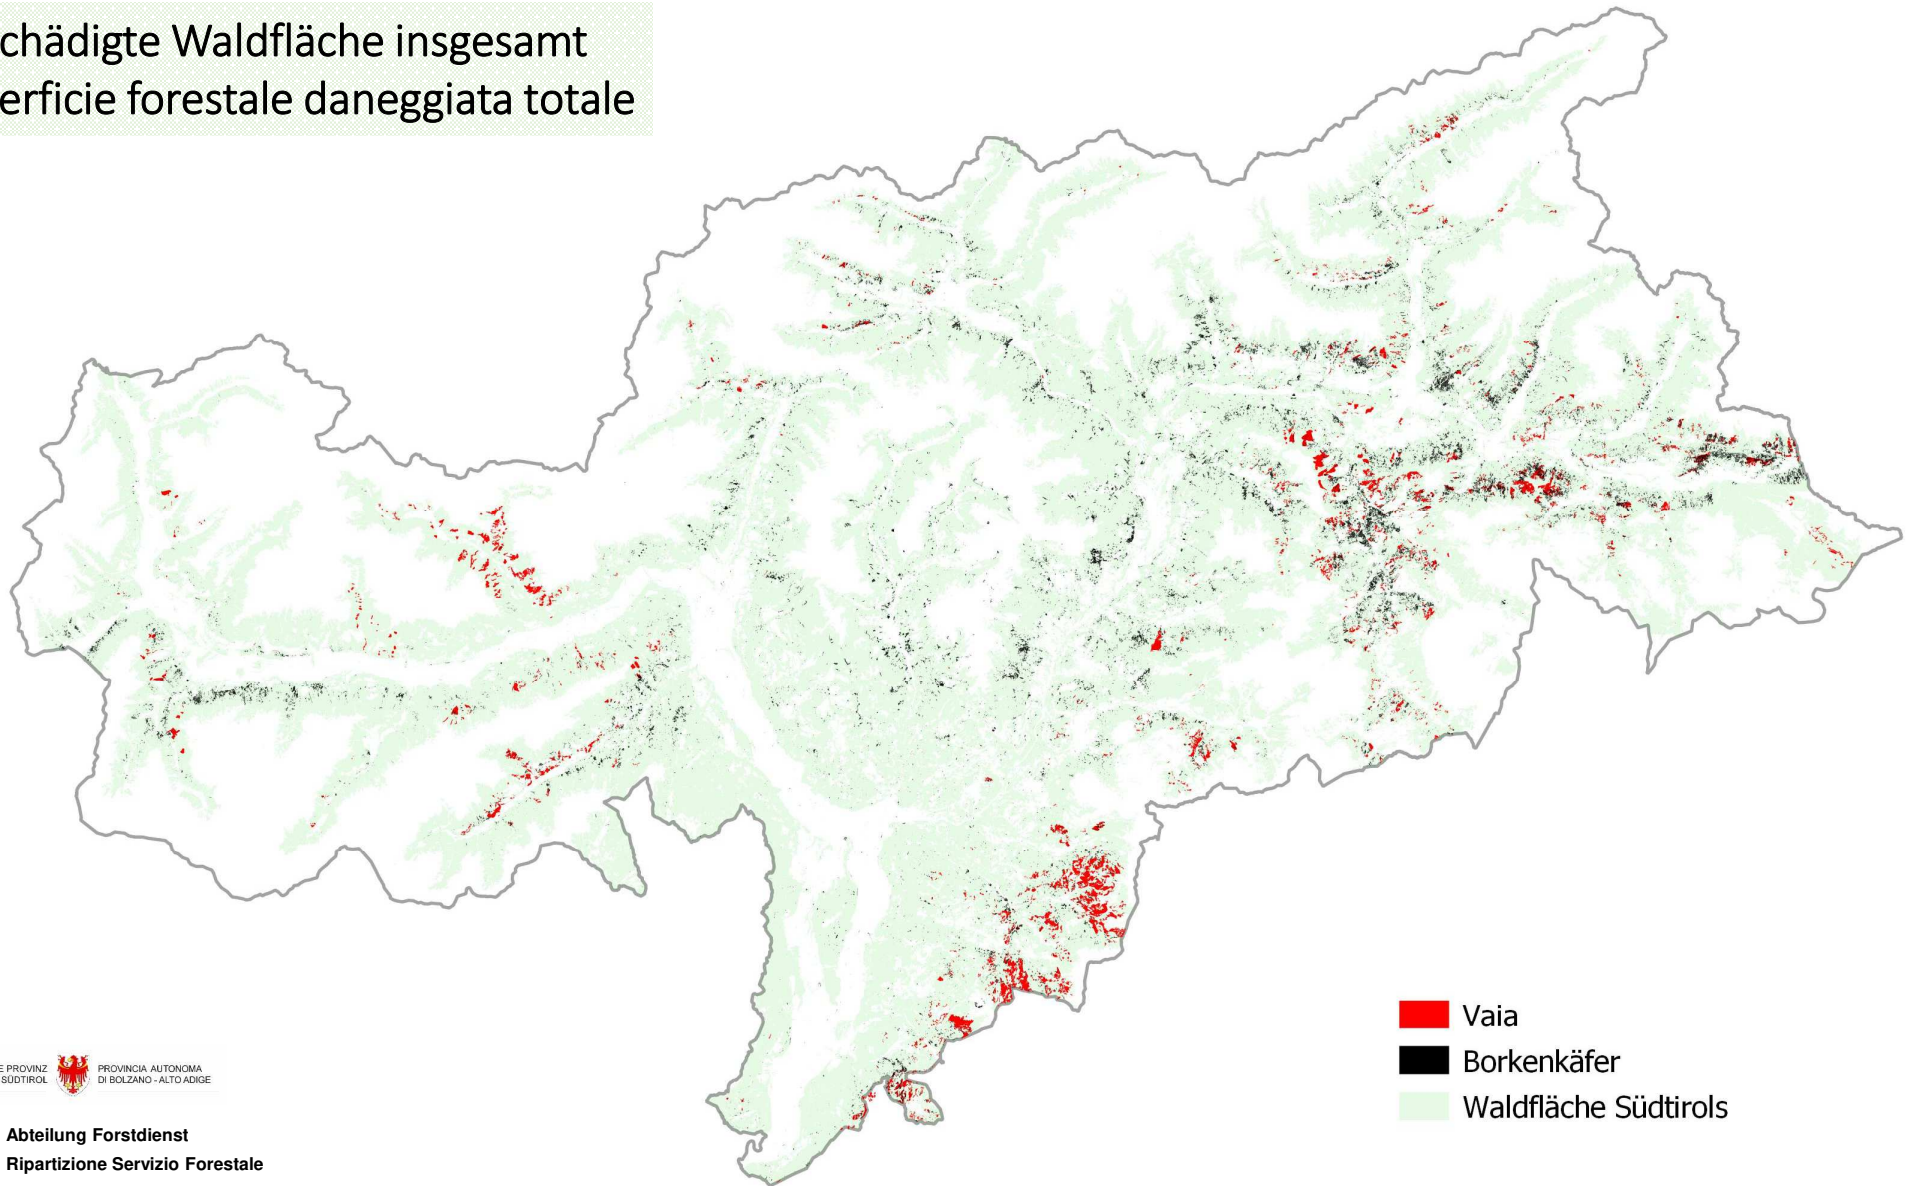 chädigte Waldfläche insgesamt
erficie forestale daneggiata totale
Vaia
Borkenkäfer
Waldfläche Südtirols
E PROVINZ
SÜDTIROL
PROVINCIA AUTONOMA
DI BOLZANO - ALTO ADIGE
Abteilung Forstdienst
Ripartizione Servizio Forestale